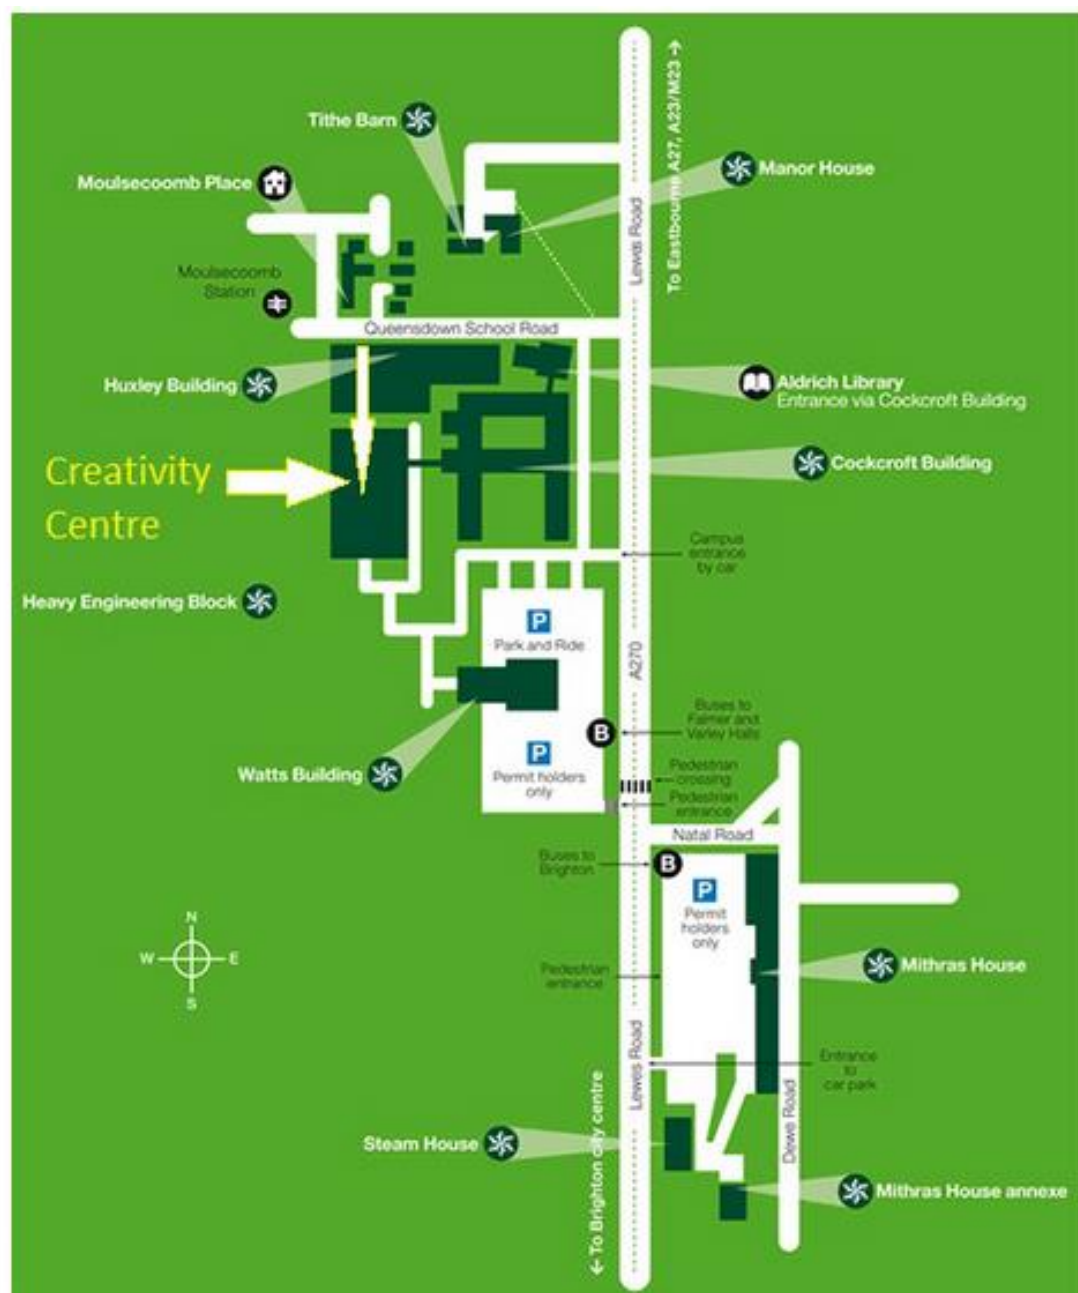 To Eastbourne A27, A23/M23 →
Lewes Road
Tithe Barn
Manor House
Moulsecoomb Place
Moulsecoomb
Station
Queensdown School Road
Huxley Building
Aldrich Library
Entrance via Cockcroft Building
Cockcroft Building
Creativity
Centre
Campus
entrance
by car
Heavy Engineering Block
P
Park and Ride
A270
Buses to
Falmer and
Varley Halls
B
P
Permit holders
only
Watts Building
Pedestrian
crossing
Pedestrian
entrance
Natal Road
Buses to
Brighton
B
P
Permit
holders
only
N
W E
S
Pedestrian
entrance
Mithras House
Lewes Road
Entrance
to
car park
Dewe Road
← To Brighton city centre
Steam House
Mithras House annexe